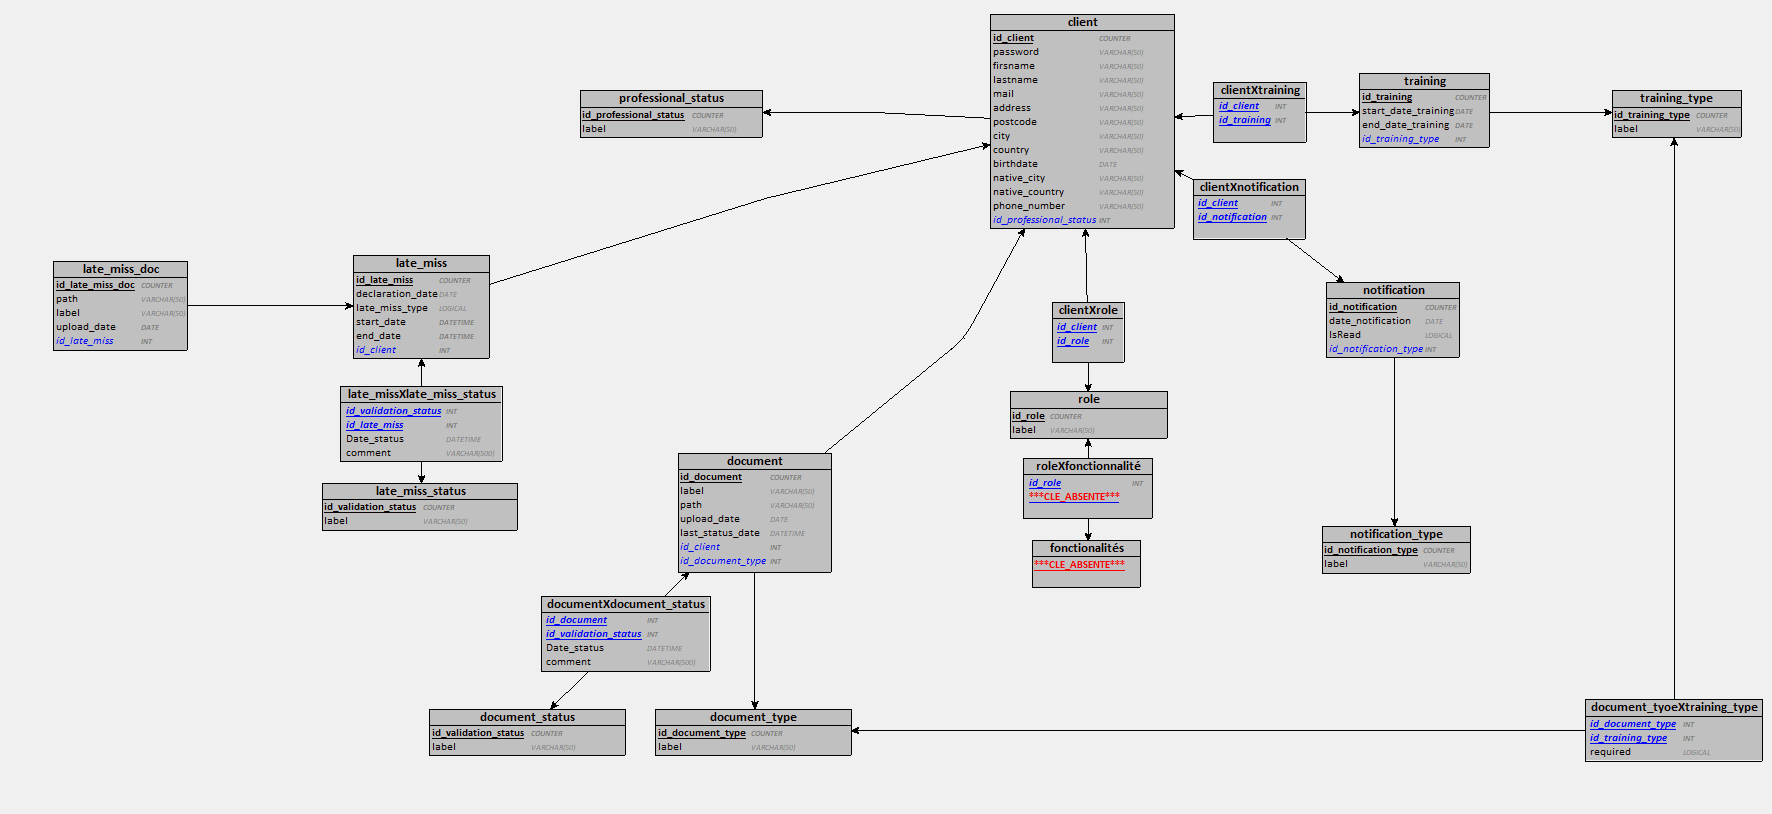 client
id_client COUNTER
password VARCHAR(50)
firsname VARCHAR(50)
lastname VARCHAR(50)
mail VARCHAR(50)
address VARCHAR(50)
postcode VARCHAR(50)
city VARCHAR(50)
country VARCHAR(50)
birthdate DATE
native_city VARCHAR(50)
native_country VARCHAR(50)
phone_number VARCHAR(50)
id_professional_status INT
professional_status
id_professional_status COUNTER
label VARCHAR(50)
clientXtraining
id_client INT
id_training INT
training
id_training COUNTER
start_date_training DATE
end_date_training DATE
id_training_type INT
training_type
id_training_type COUNTER
label VARCHAR(50)
clientXnotification
id_client INT
id_notification INT
late_miss_doc
id_late_miss_doc COUNTER
path VARCHAR(50)
label VARCHAR(50)
upload_date DATE
id_late_miss INT
late_miss
id_late_miss COUNTER
declaration_date DATE
late_miss_type LOGICAL
start_date DATETIME
end_date DATETIME
id_client INT
notification
id_notification COUNTER
date_notification DATE
IsRead LOGICAL
id_notification_type INT
clientXrole
id_client INT
id_role INT
late_missXlate_miss_status
id_validation_status INT
id_late_miss INT
Date_status DATETIME
comment VARCHAR(500)
role
id_role COUNTER
label VARCHAR(50)
late_miss_status
id_validation_status COUNTER
label VARCHAR(50)
document
id_document COUNTER
label VARCHAR(50)
path VARCHAR(50)
upload_date DATE
last_status_date DATETIME
id_client INT
id_document_type INT
roleXfonctionnalité
id_role INT
***CLE_ABSENTE***
fonctionalités
***CLE_ABSENTE***
notification_type
id_notification_type COUNTER
label VARCHAR(50)
documentXdocument_status
id_document INT
id_validation_status INT
Date_status DATETIME
comment VARCHAR(500)
document_status
id_validation_status COUNTER
label VARCHAR(50)
document_type
id_document_type COUNTER
label VARCHAR(50)
document_tyoeXtraining_type
id_document_type INT
id_training_type INT
required LOGICAL